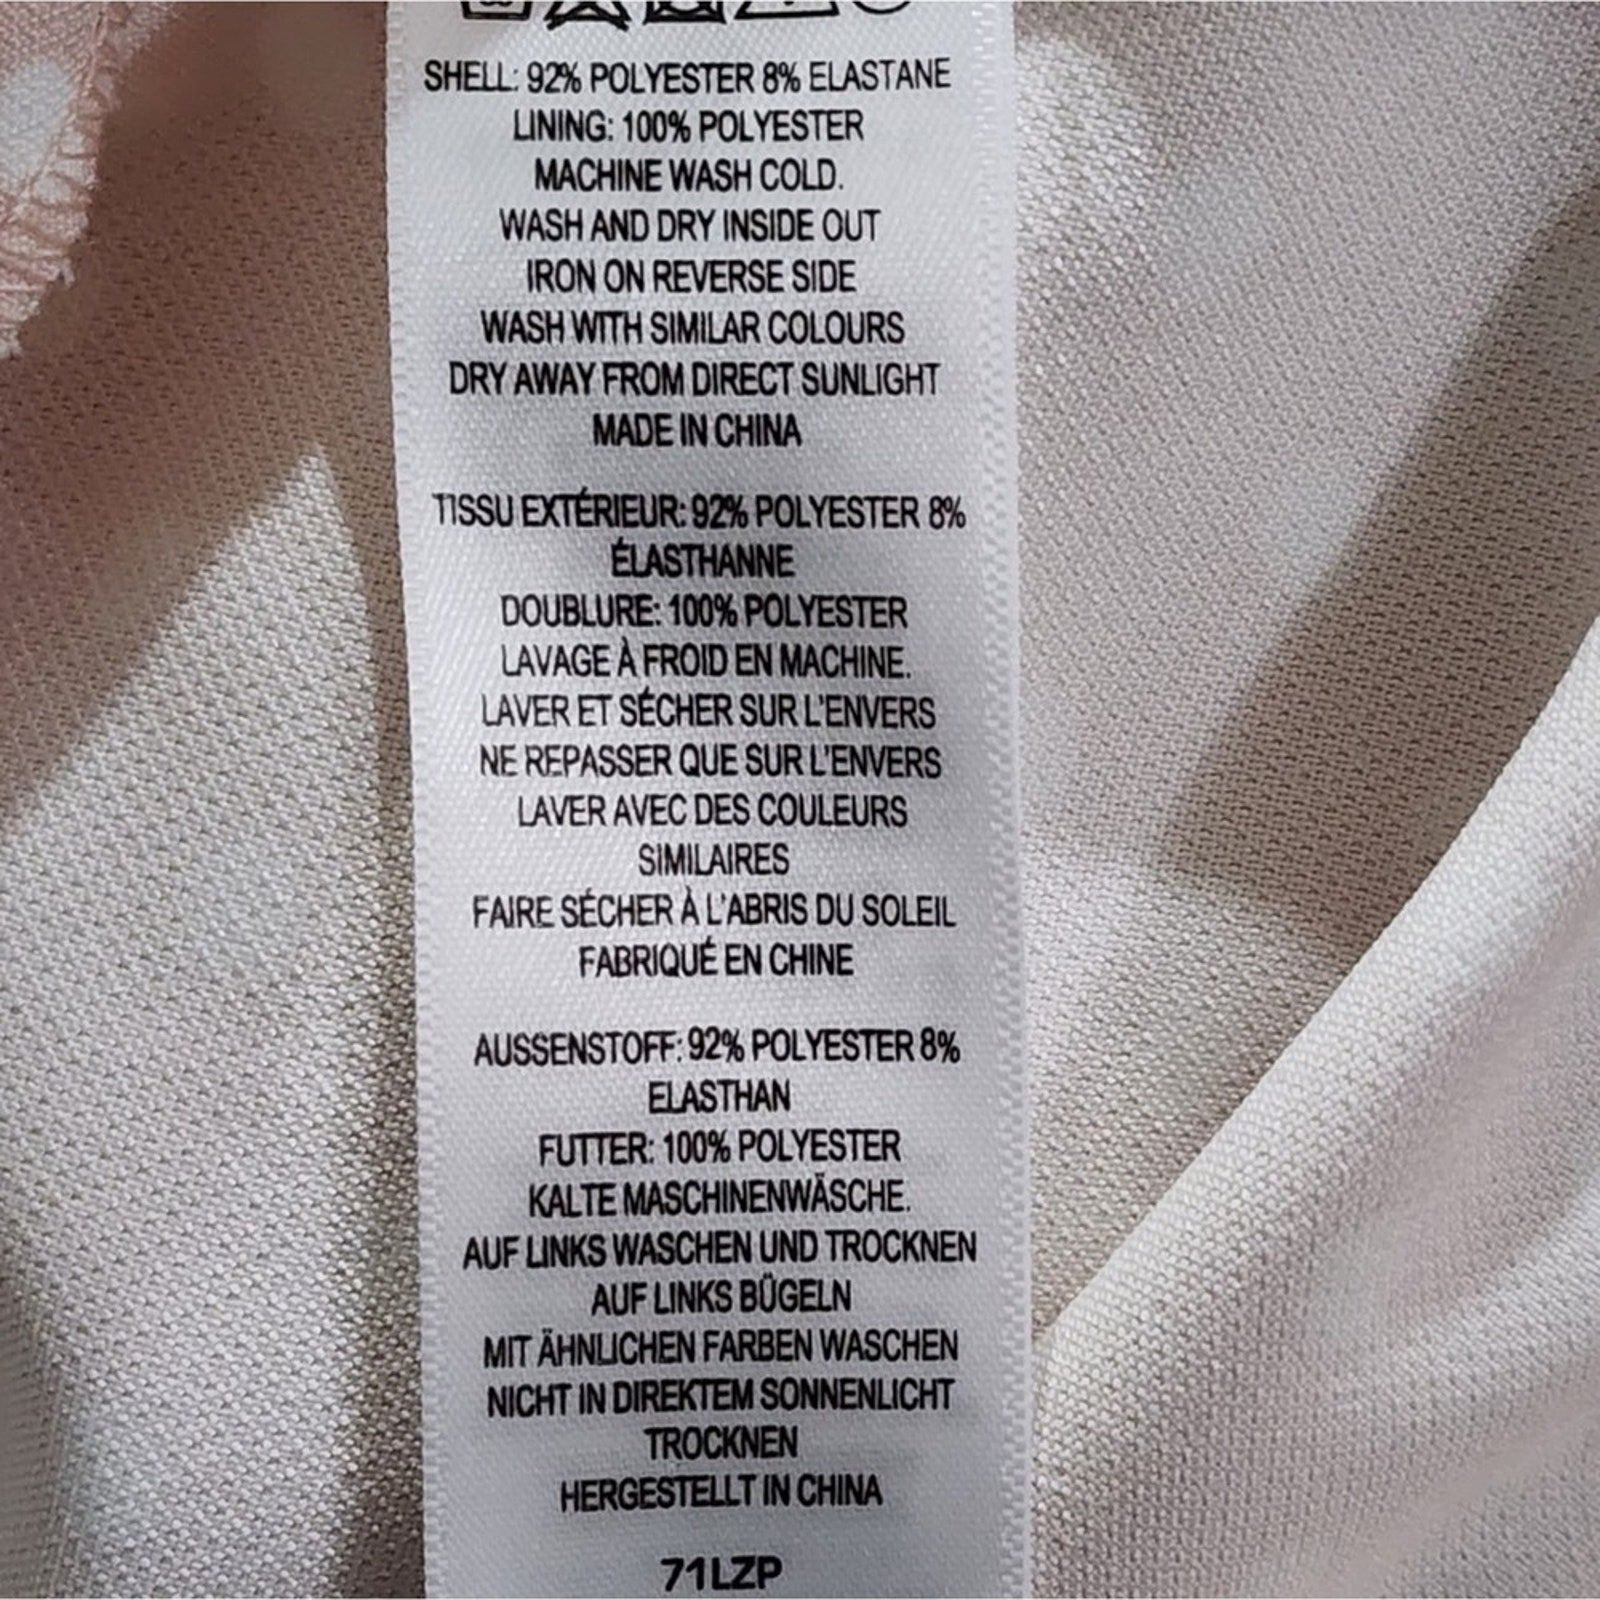 SHELL: 92% POLYESTER 8% ELASTANE
LINING: 100% POLYESTER
MACHINE WASH COLD.
WASH AND DRY INSIDE OUT
IRON ON REVERSE SIDE
WASH WITH SIMILAR COLOURS
DRY AWAY FROM DIRECT SUNLIGHT
MADE IN CHINA
TISSU EXTÉRIEUR: 92% POLYESTER 8%
ÉLASTHANNE
DOUBLURE: 100% POLYESTER
LAVAGE À FROID EN MACHINE.
LAVER ET SÉCHER SUR L'ENVERS
NE REPASSER QUE SUR L'ENVERS
LAVER AVEC DES COULEURS
SIMILAIRES
FAIRE SÉCHER À L'ABRIS DU SOLEIL
FABRIQUÉ EN CHINE
AUSSENSTOFF: 92% POLYESTER 8%
ELASTHAN
FUTTER: 100% POLYESTER
KALTE MASCHINENWÄSCHE.
AUF LINKS WASCHEN UND TROCKNEN
AUF LINKS BÜGELN
MIT ÄHNLICHEN FARBEN WASCHEN
NICHT IN DIREKTEM SONNENLICHT
TROCKNEN
HERGESTELLT IN CHINA
71LZP